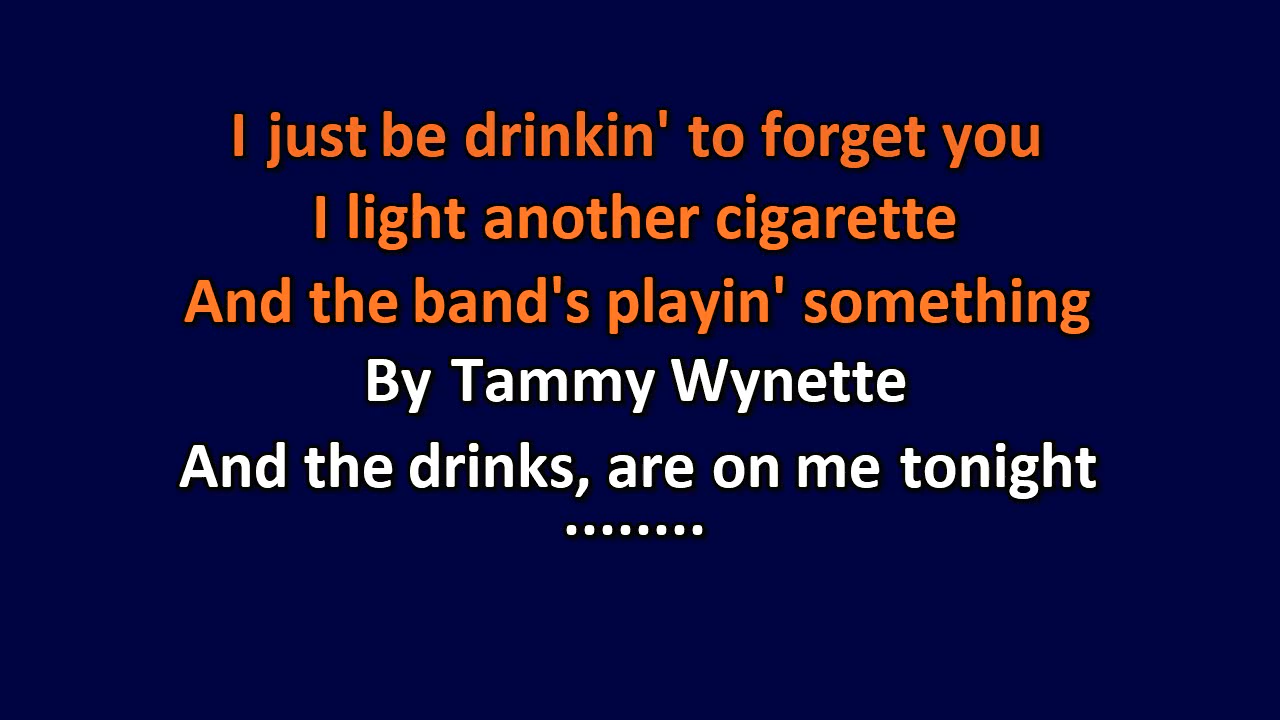 I just be drinkin' to forget you
I light another cigarette
And the band's playin' something
By Tammy Wynette
And the drinks, are on me tonight
........